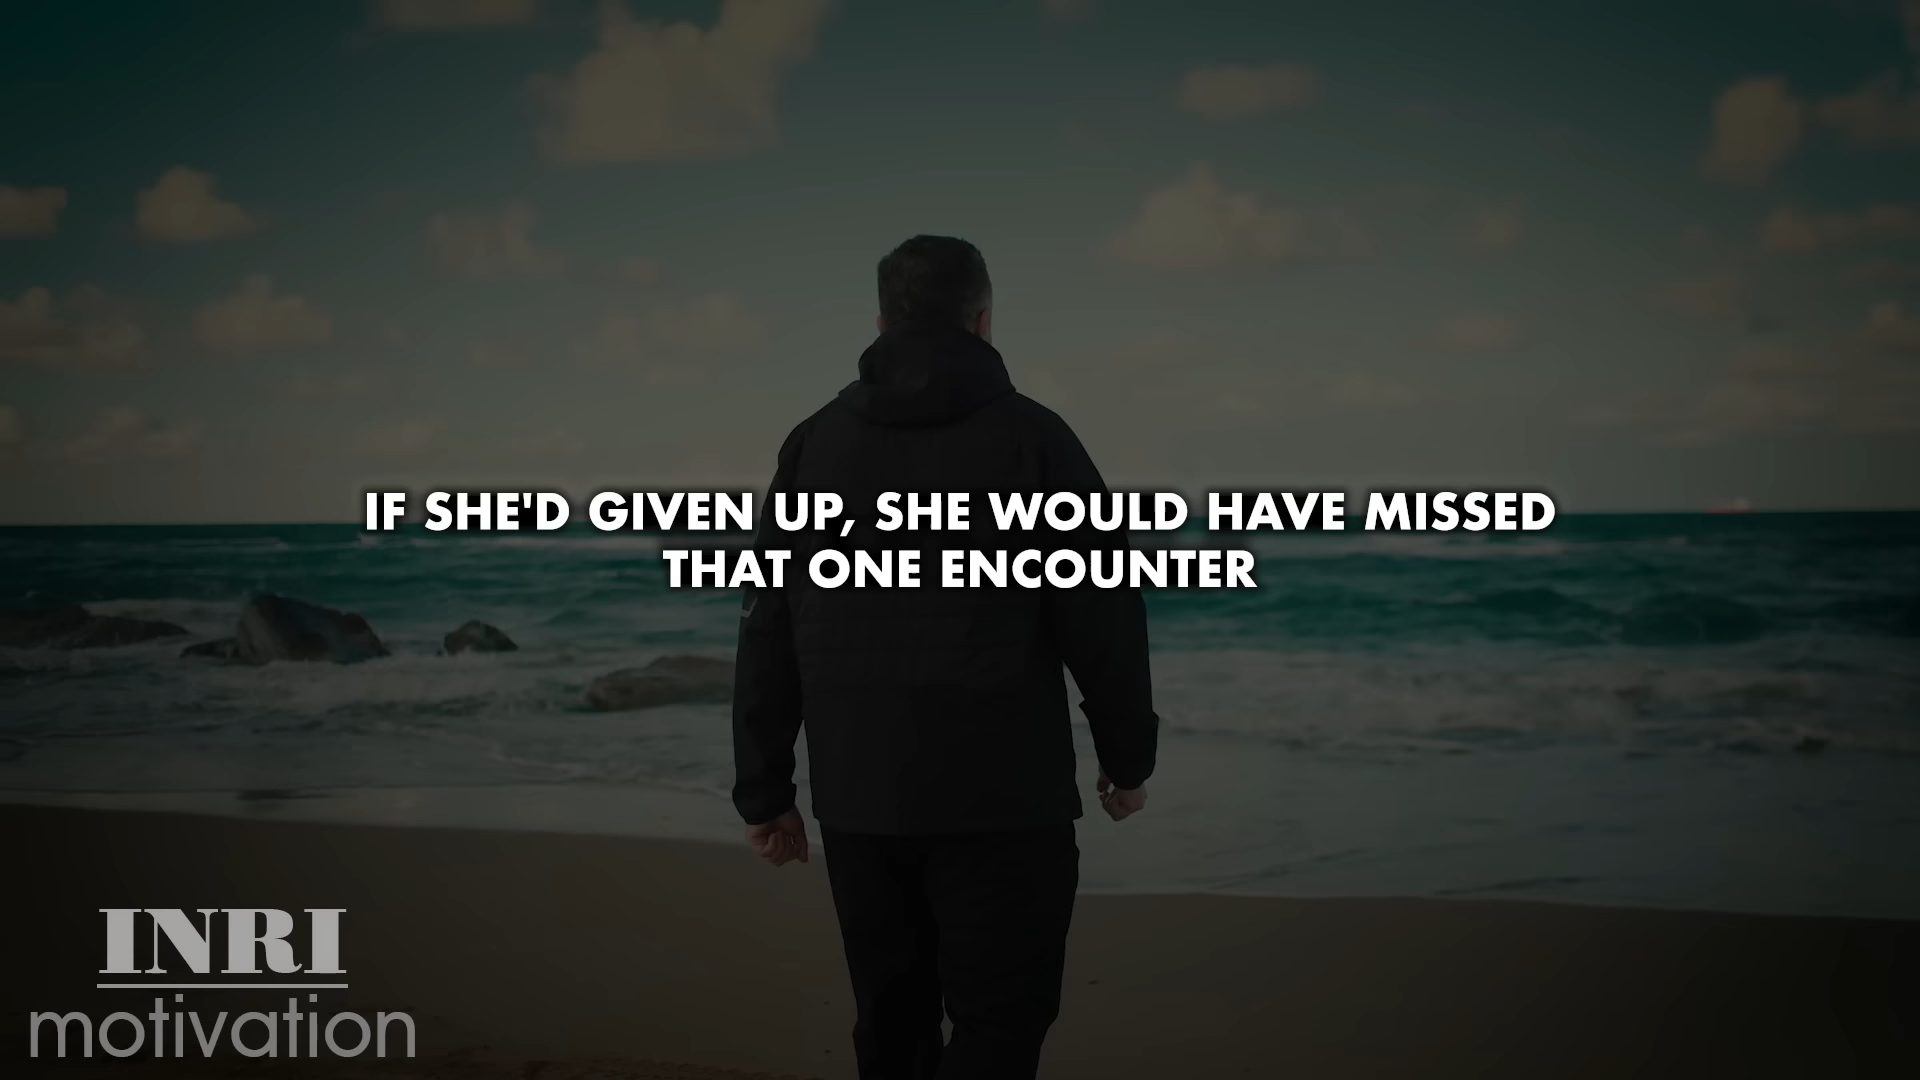 IF SHE'D GIVEN UP, SHE WOULD HAVE MISSED
THAT ONE ENCOUNTER
INRI
motivation